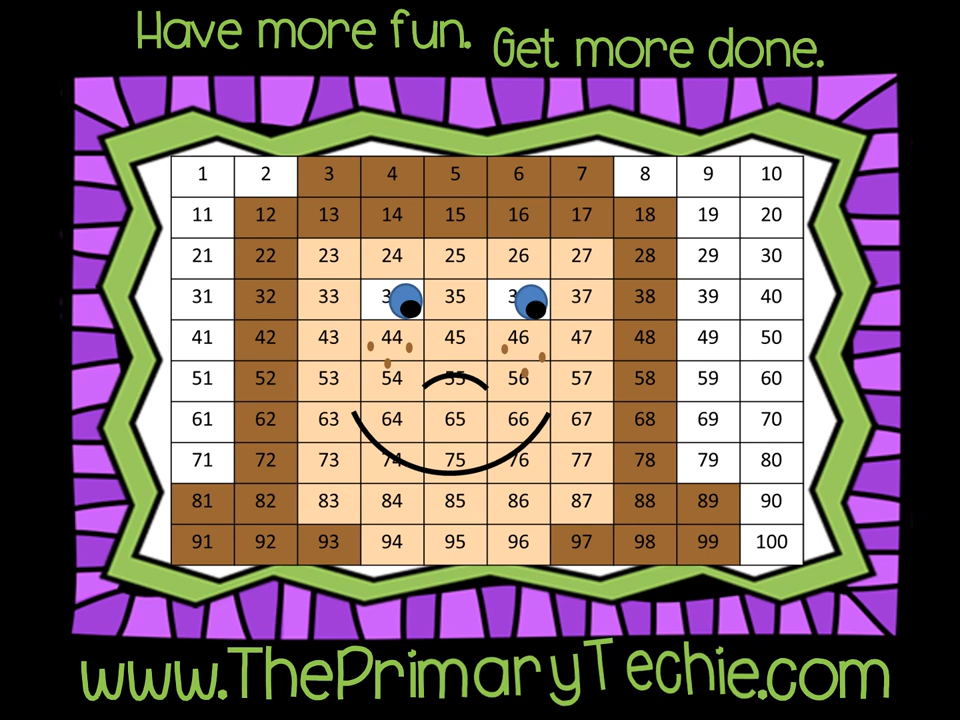 Have more fun. Get more done.
1 2 3 4 5 6 7 8 9 10
11 12 13 14 15 16 17 18 19 20
21 22 23 24 25 26 27 28 29 30
31 32 33 35 37 38 39 40
41 42 43 44 45 46 47 48 49 50
51 52 53 54 55 56 57 58 59 60
61 62 63 64 65 66 67 68 69 70
71 72 73 74 75 76 77 78 79 80
81 82 83 84 85 86 87 88 89 90
91 92 93 94 95 96 97 98 99 100
www.ThePrimaryTechie.com